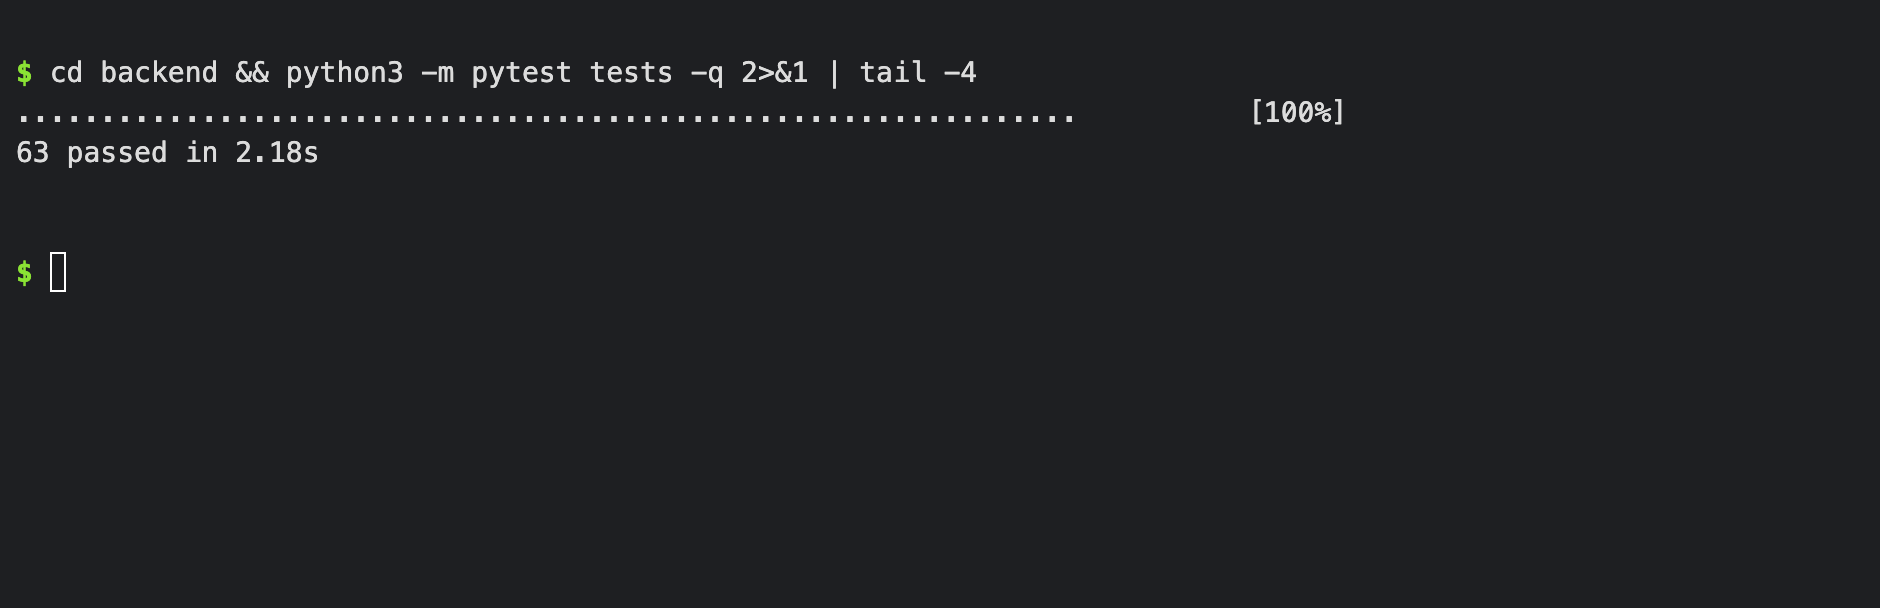 $ cd backend && python3 -m pytest tests -q 2>&1 | tail -4
............................................................... [100%]
63 passed in 2.18s
$